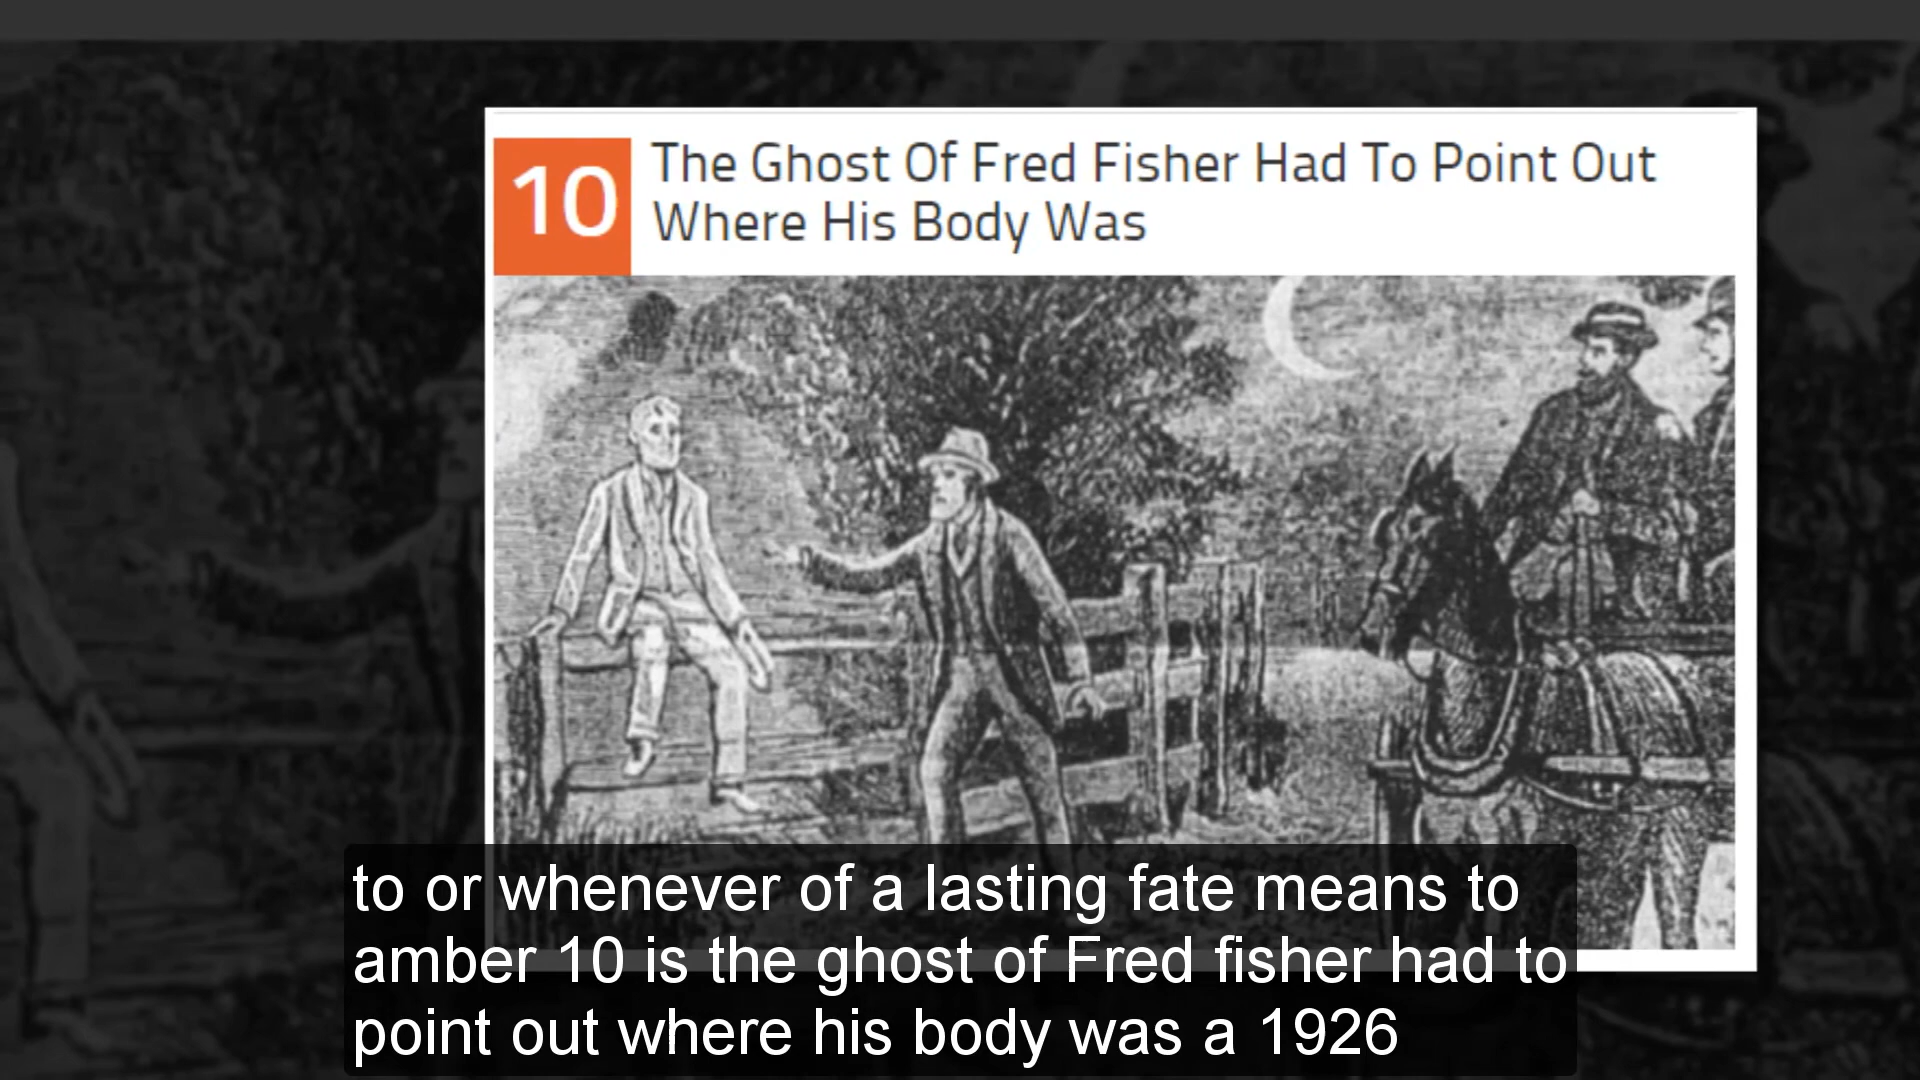 10
The Ghost Of Fred Fisher Had To Point Out
Where His Body Was
to or whenever of a lasting fate means to
amber 10 is the ghost of Fred fisher had to
point out where his body was a 1926